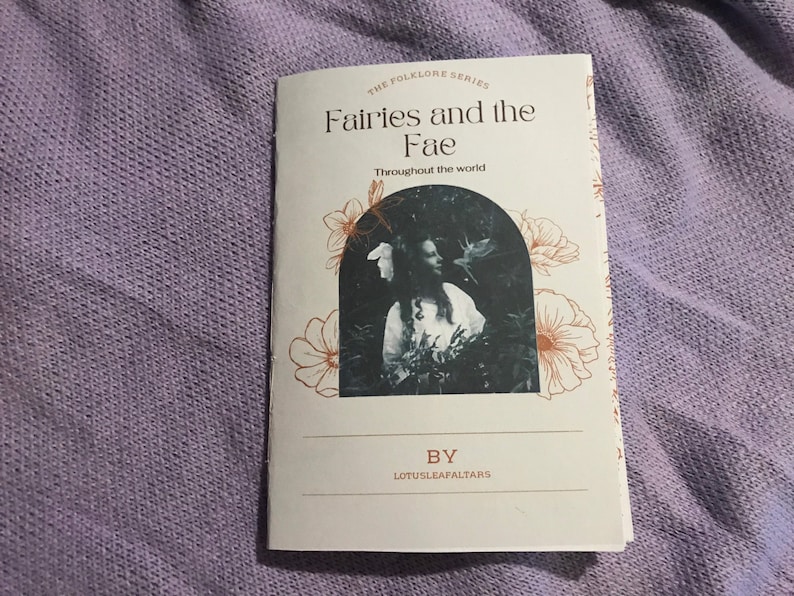 THE FOLKLORE SERIES
Fairies and the
Fae
Throughout the world
BY
LOTUSLEAFALTARS